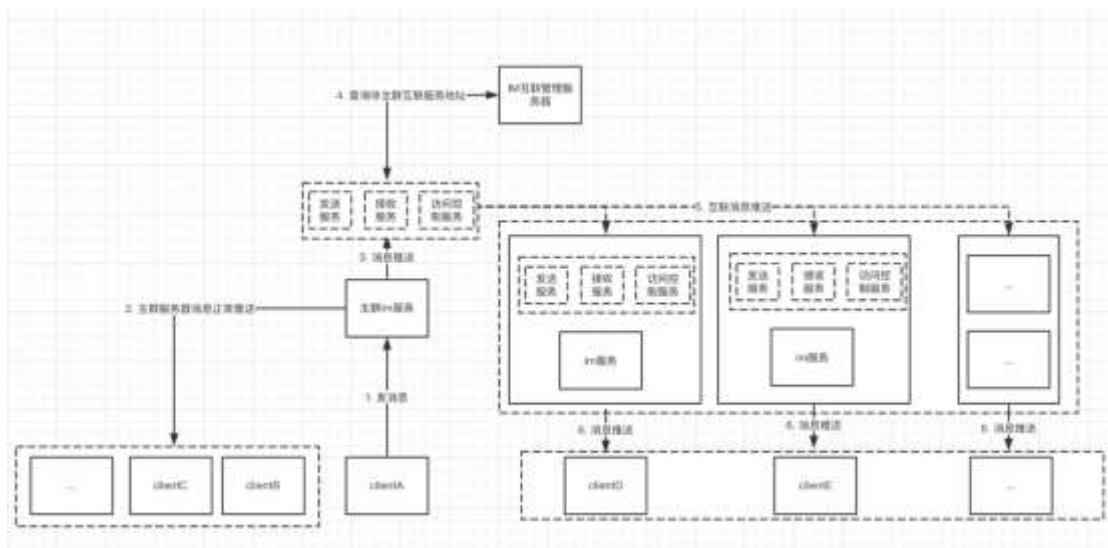 4. 查询非主群互联服务地址
IM互联管理服
务器
发送
服务
接收
服务
访问控
制服务
5. 互联消息推送
3. 消息推送
发送
服务
接收
服务
访问控
制服务
发送
服务
接收
服务
访问控
制服务
...
2. 主群服务器消息正常推送
主群im服务
im服务
im服务
...
1. 发消息
6. 消息推送
6. 消息推送
6. 消息推送
...
clientC
clientB
clientA
clientD
clientE
...